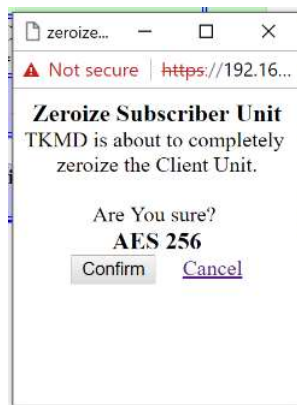 zeroize...
Not secure https://192.16...
Zeroize Subscriber Unit
TKMD is about to completely
zeroize the Client Unit.
Are You sure?
AES 256
Confirm Cancel